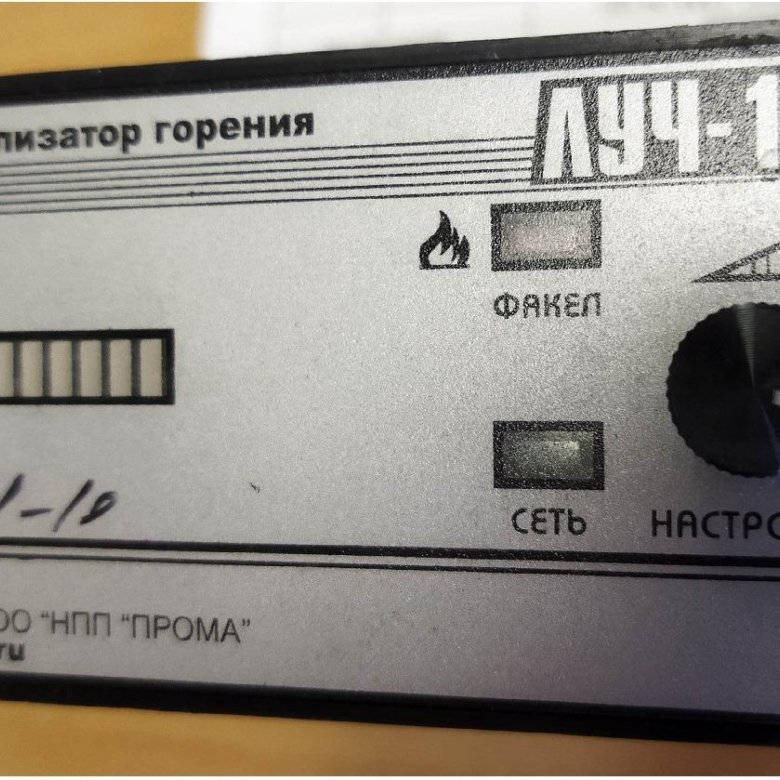 лизатор горения
ЛУЧ-1
ФАКЕЛ
СЕТЬ
НАСТРО
ОО "НПП "ПРОМА"
ru